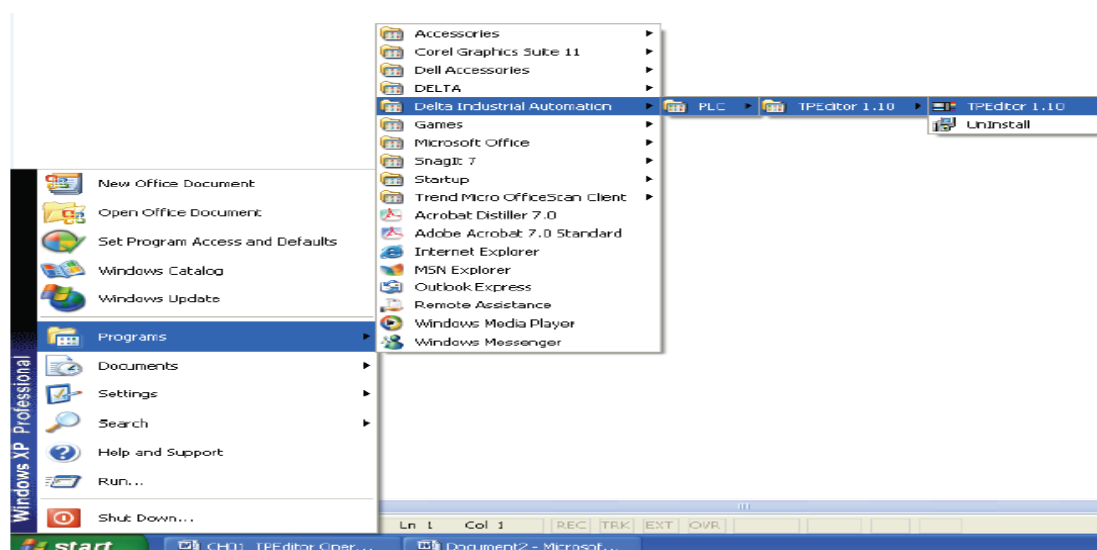 Accessories
Corel Graphics Suite 11
Dell Accessories
DELTA
Delta Industrial Automation
Games
Microsoft Office
SnagIt 7
Startup
Trend Micro OfficeScan Client
Acrobat Distiller 7.0
Adobe Acrobat 7.0 Standard
Internet Explorer
MSN Explorer
Outlook Express
Remote Assistance
Windows Media Player
Windows Messenger
PLC
TPEditor 1.10
TPEditor 1.10
UnInstall
New Office Document
Open Office Document
Set Program Access and Defaults
Windows Catalog
Windows Update
Programs
Documents
Settings
Search
Help and Support
Run...
Shut Down...
Windows XP Professional
Ln 1 Col 1 REC TRK EXT OVR
start CH01_TPEditor Oper... Document2 - Microsof...